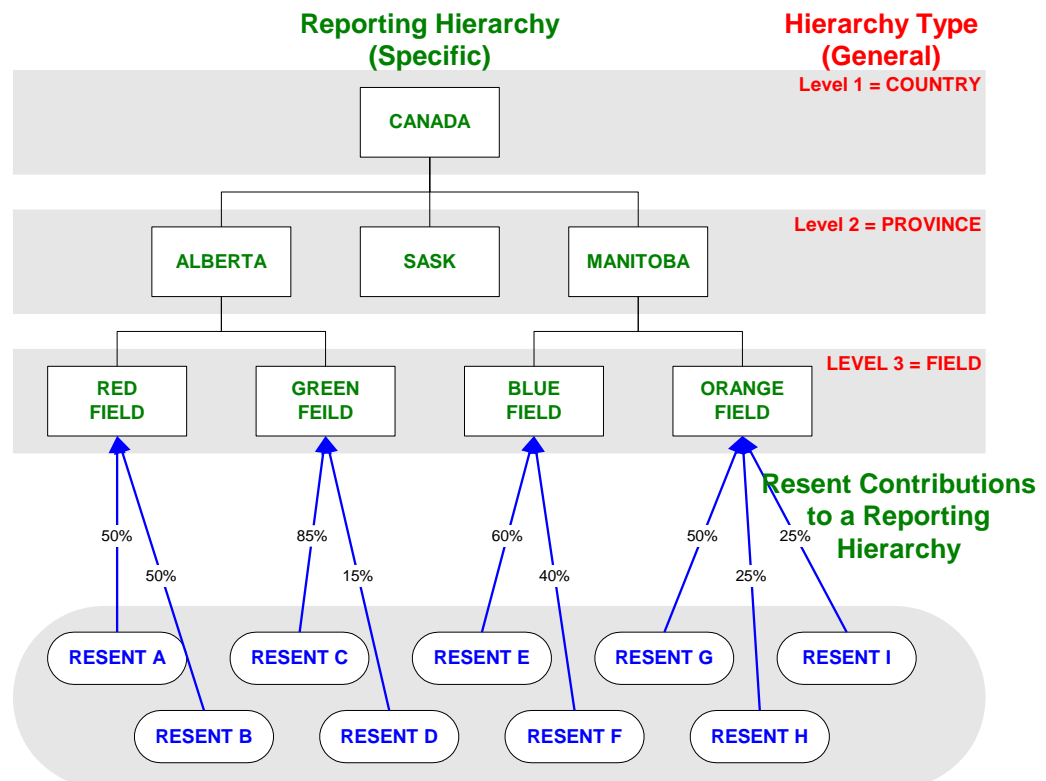 Reporting Hierarchy
(Specific)
Hierarchy Type
(General)
Level 1 = COUNTRY
CANADA
Level 2 = PROVINCE
ALBERTA
SASK
MANITOBA
LEVEL 3 = FIELD
RED
FIELD
GREEN
FEILD
BLUE
FIELD
ORANGE
FIELD
Resent Contributions
to a Reporting
Hierarchy
50%
85%
60%
50%
25%
50%
15%
40%
25%
RESENT A
RESENT C
RESENT E
RESENT G
RESENT I
RESENT B
RESENT D
RESENT F
RESENT H